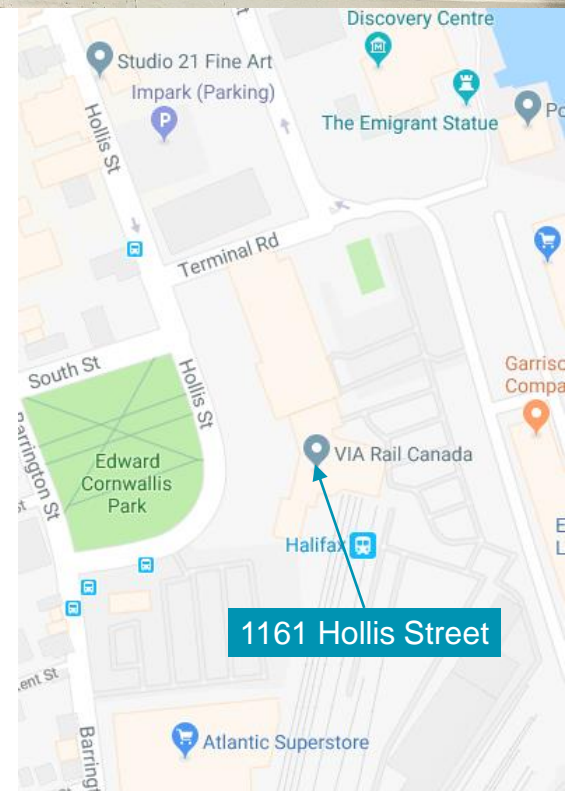 Discovery Centre
Studio 21 Fine Art
Impark (Parking)
P
The Emigrant Statue
Hollis St
Terminal Rd
South St
Hollis St
Barrington St
Edward
Cornwallis
Park
VIA Rail Canada
Halifax
1161 Hollis Street
Atlantic Superstore